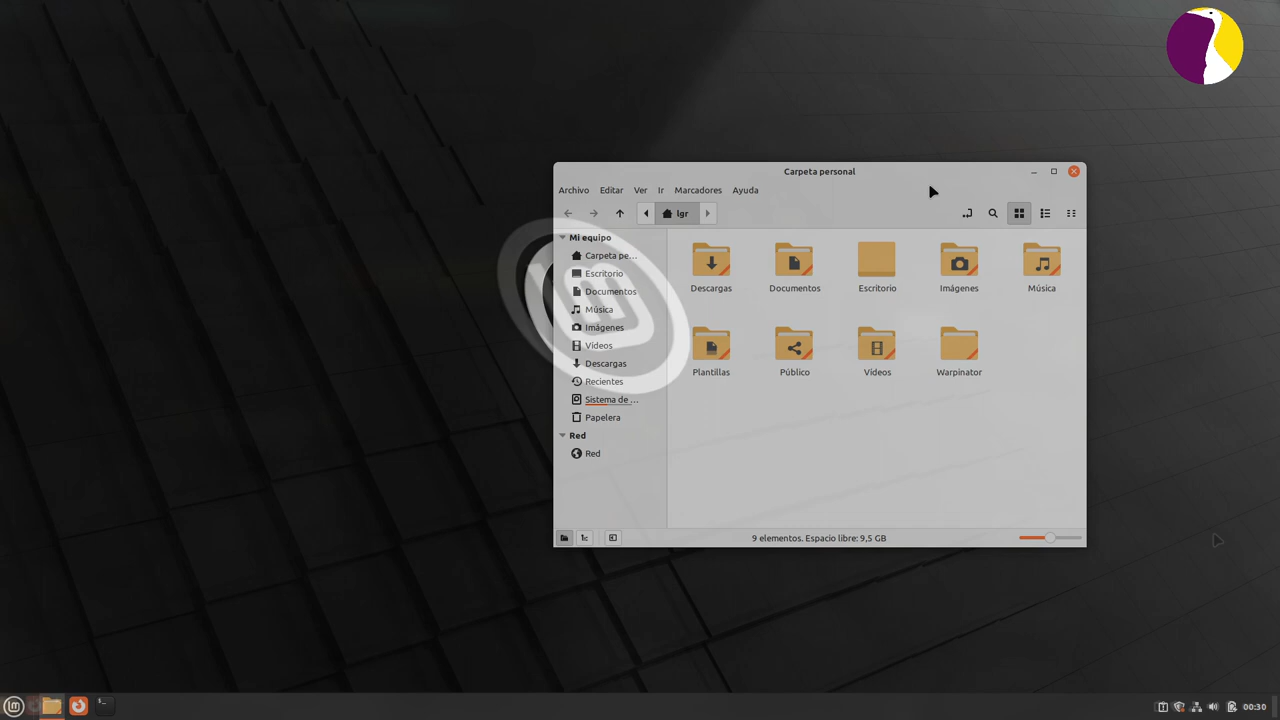 Carpeta personal
Archivo Editar Ver Ir Marcadores Ayuda
lgr
Mi equipo
Carpeta pe...
Escritorio
Documentos
Música
Imágenes
Vídeos
Descargas
Recientes
Sistema de ...
Papelera
Red
Red
Descargas Documentos Escritorio Imágenes Música
Plantillas Público Vídeos Warpinator
9 elementos. Espacio libre: 9,5 GB
00:30